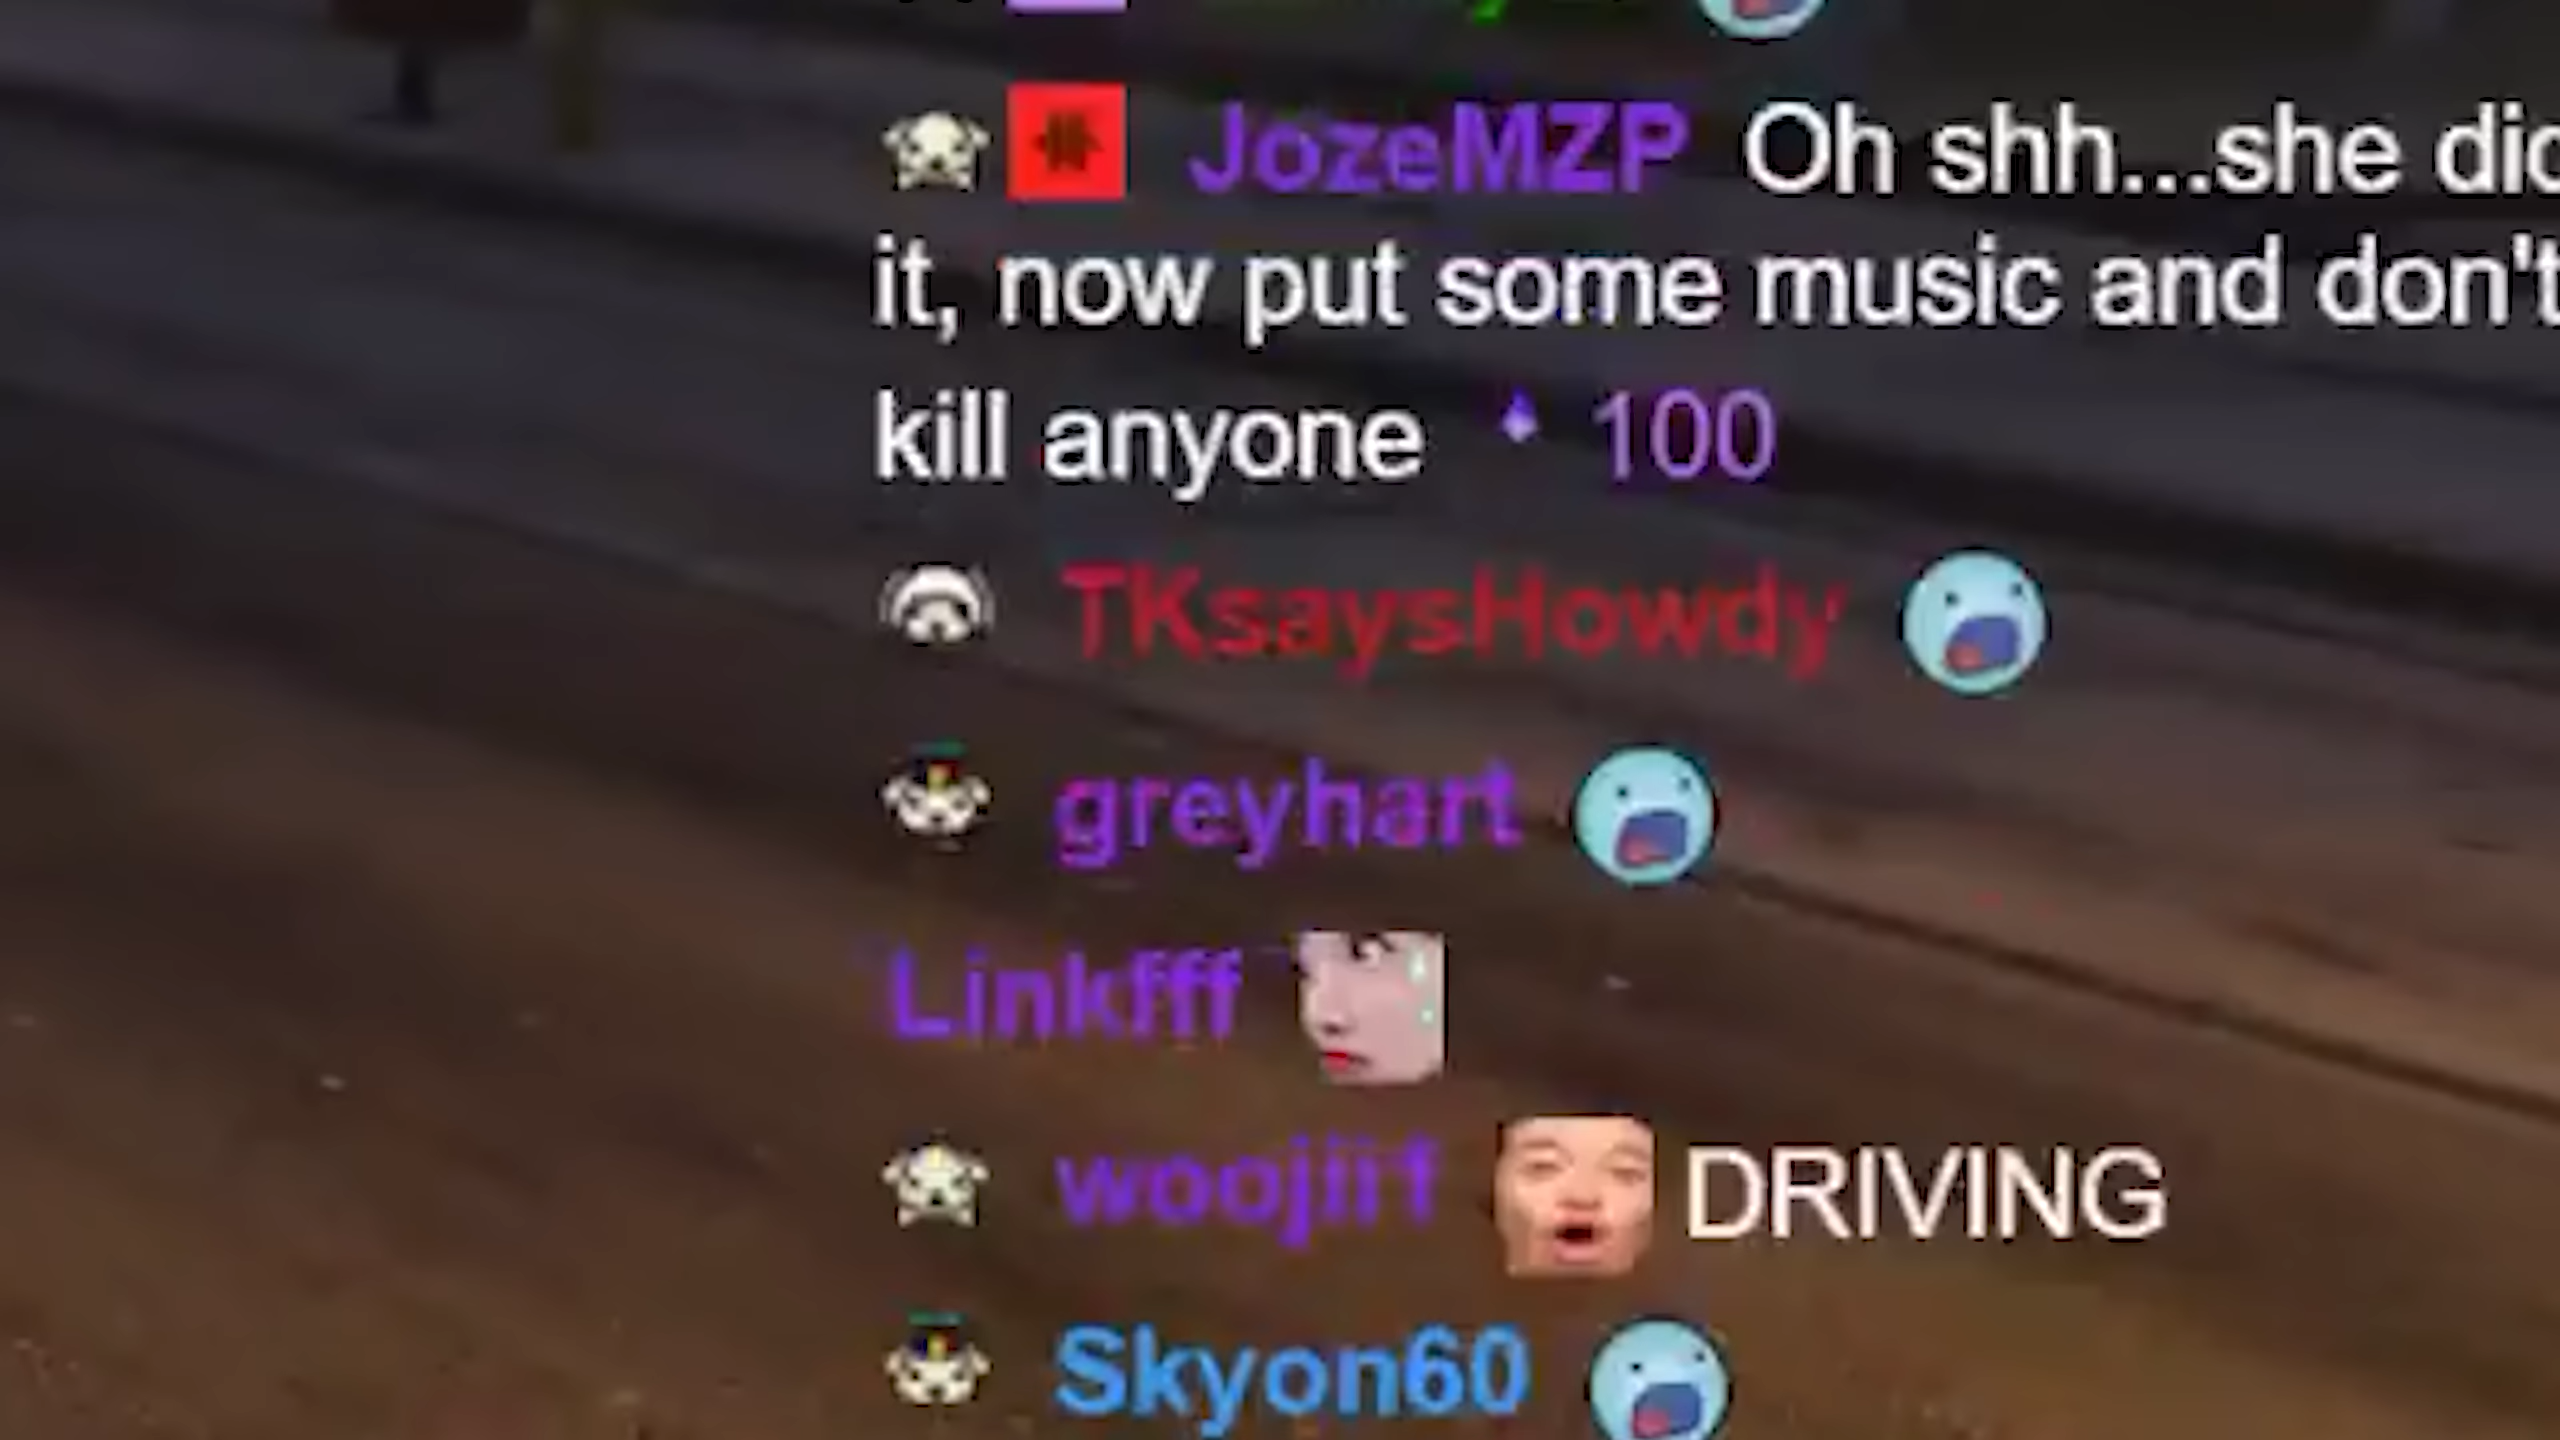 JozeMZP Oh shh...she did
it, now put some music and don't
kill anyone 100
TKsaysHowdy
greyhart
Linkfff
woojii1 DRIVING
Skyon60